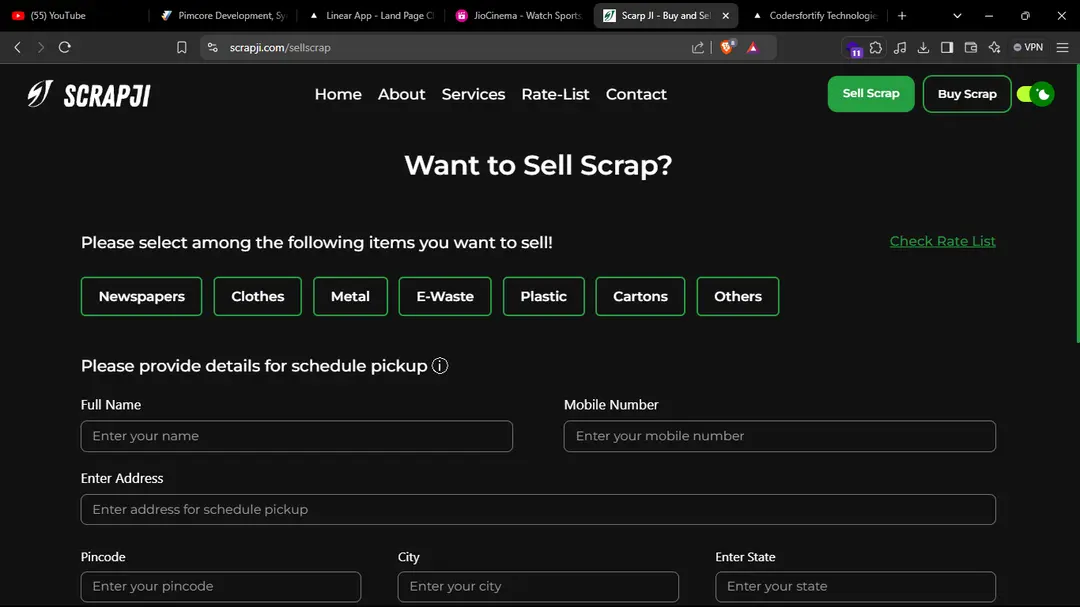 (55) YouTube
Pimcore Development, Sy
Linear App - Land Page C
JioCinema - Watch Sports
Scarp JI - Buy and Sel
Codersfortify Technologie
scrapji.com/sellscrap
8
11
VPN
SCRAPJI
Home
About
Services
Rate-List
Contact
Sell Scrap
Buy Scrap
Want to Sell Scrap?
Please select among the following items you want to sell!
Check Rate List
Newspapers
Clothes
Metal
E-Waste
Plastic
Cartons
Others
Please provide details for schedule pickup
Full Name
Mobile Number
Enter your name
Enter your mobile number
Enter Address
Enter address for schedule pickup
Pincode
City
Enter State
Enter your pincode
Enter your city
Enter your state